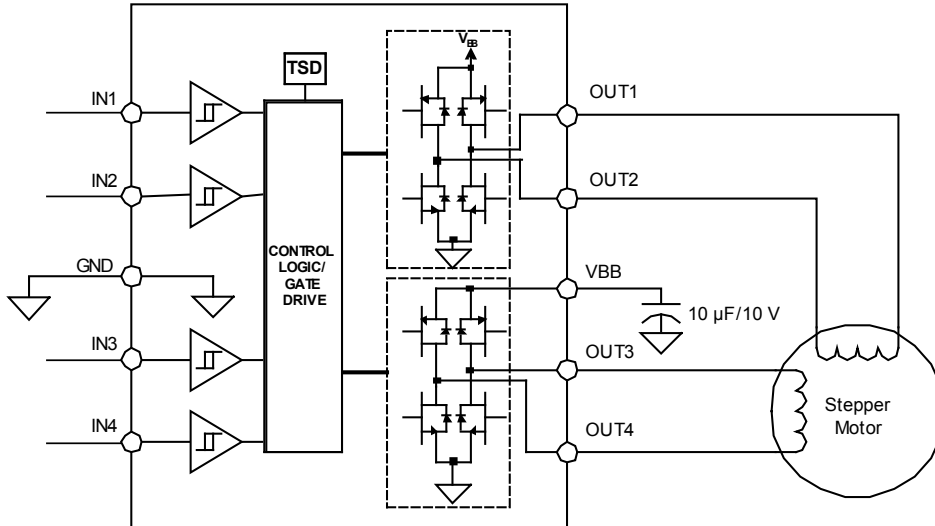 V_BB
TSD
IN1
OUT1
IN2
OUT2
CONTROL
LOGIC/
GATE
DRIVE
GND
VBB
10 µF/10 V
IN3
OUT3
Stepper
Motor
IN4
OUT4